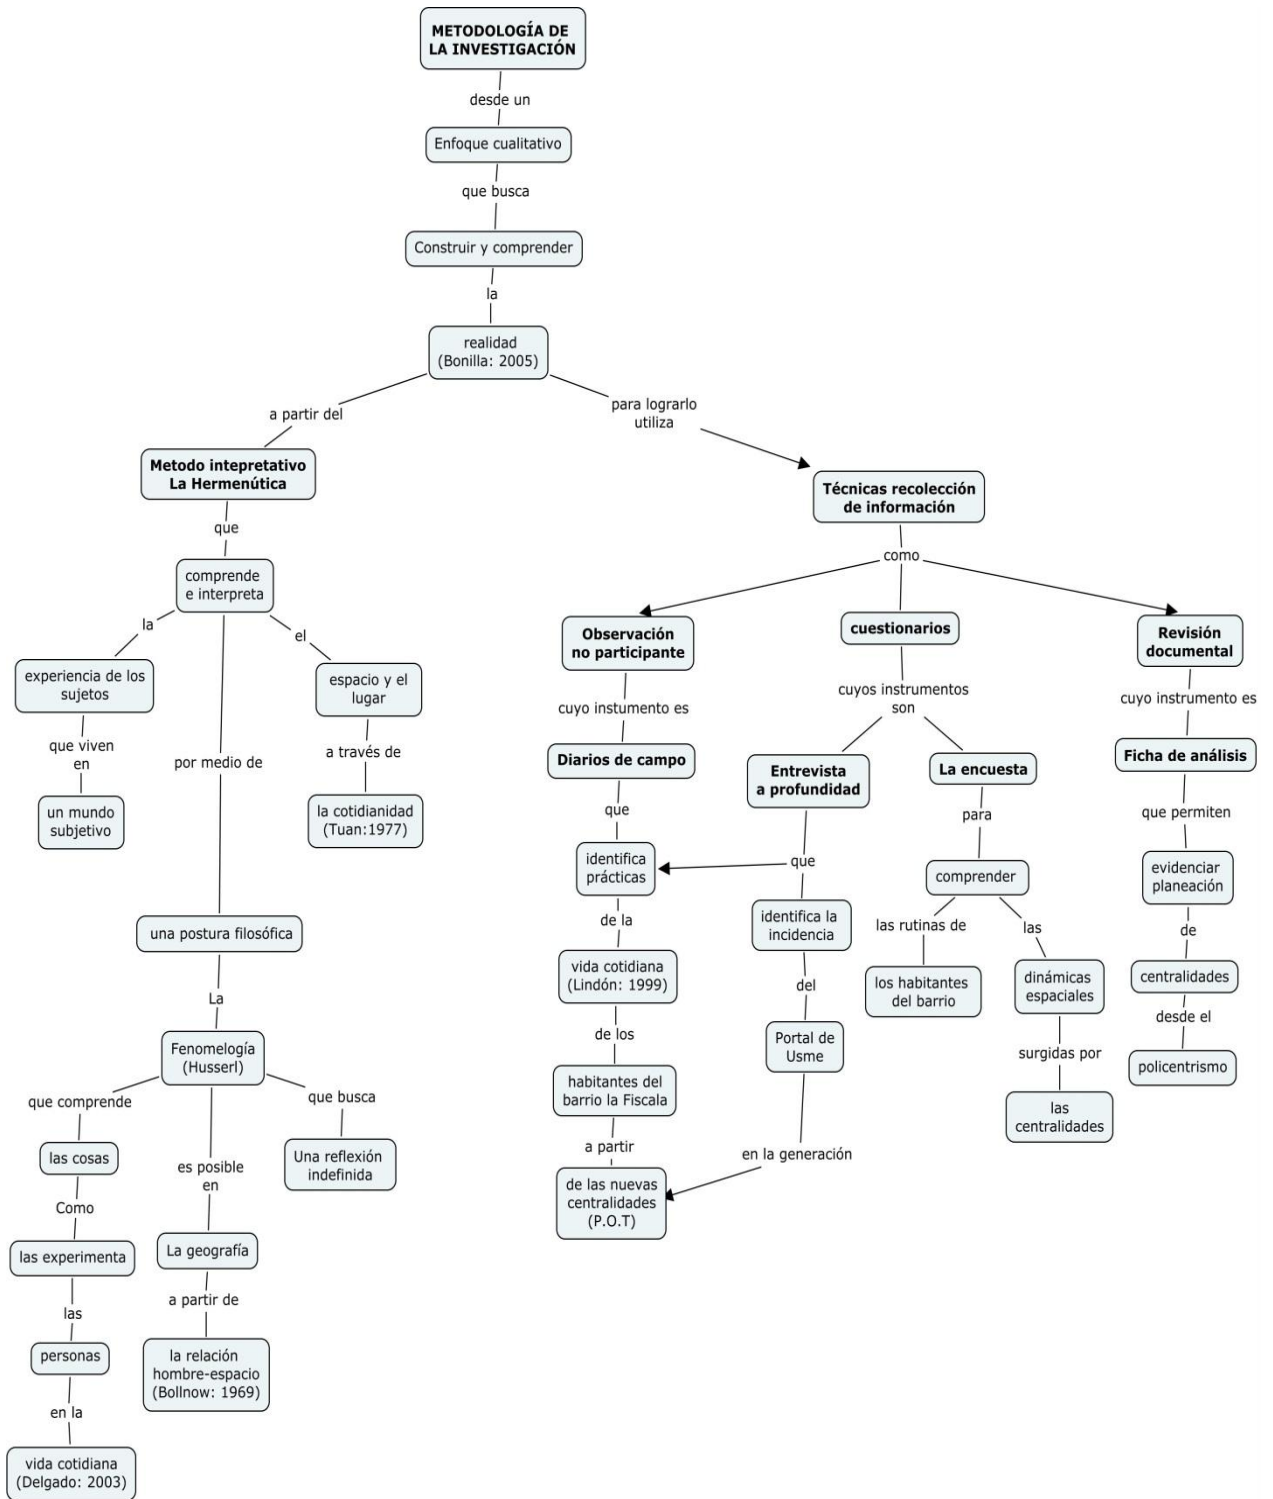 METODOLOGÍA DE
LA INVESTIGACIÓN
desde un
Enfoque cualitativo
que busca
Construir y comprender
la
realidad
(Bonilla: 2005)
a partir del
Metodo intepretativo
La Hermenútica
que
comprende
e interpreta
la
experiencia de los
sujetos
que viven
en
un mundo
subjetivo
el
espacio y el
lugar
a través de
la cotidianidad
(Tuan:1977)
por medio de
una postura filosófica
La
Fenomelogía
(Husserl)
que comprende
las cosas
Como
las experimenta
las
personas
en la
vida cotidiana
(Delgado: 2003)
es posible
en
La geografía
a partir de
la relación
hombre-espacio
(Bollnow: 1969)
que busca
Una reflexión
indefinida
para lograrlo
utiliza
Técnicas recolección
de información
como
Observación
no participante
cuyo instumento es
Diarios de campo
que
identifica
prácticas
de la
vida cotidiana
(Lindón: 1999)
de los
habitantes del
barrio la Fiscala
a partir
de las nuevas
centralidades
(P.O.T)
cuestionarios
cuyos instrumentos
son
Entrevista
a profundidad
que
identifica la
incidencia
del
Portal de
Usme
en la generación
La encuesta
para
comprender
las rutinas de
los habitantes
del barrio
las
dinámicas
espaciales
surgidas por
las
centralidades
Revisión
documental
cuyo instrumento es
Ficha de análisis
que permiten
evidenciar
planeación
de
centralidades
desde el
policentrismo